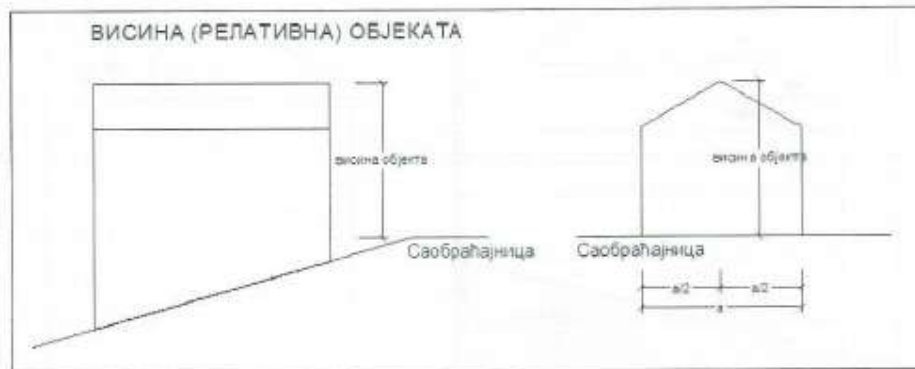 ВИСИНА (РЕЛАТИВНА) ОБЈЕКАТА
висина објекта
Саобраћајница
висина објекта
Саобраћајница
a/2
a/2
a